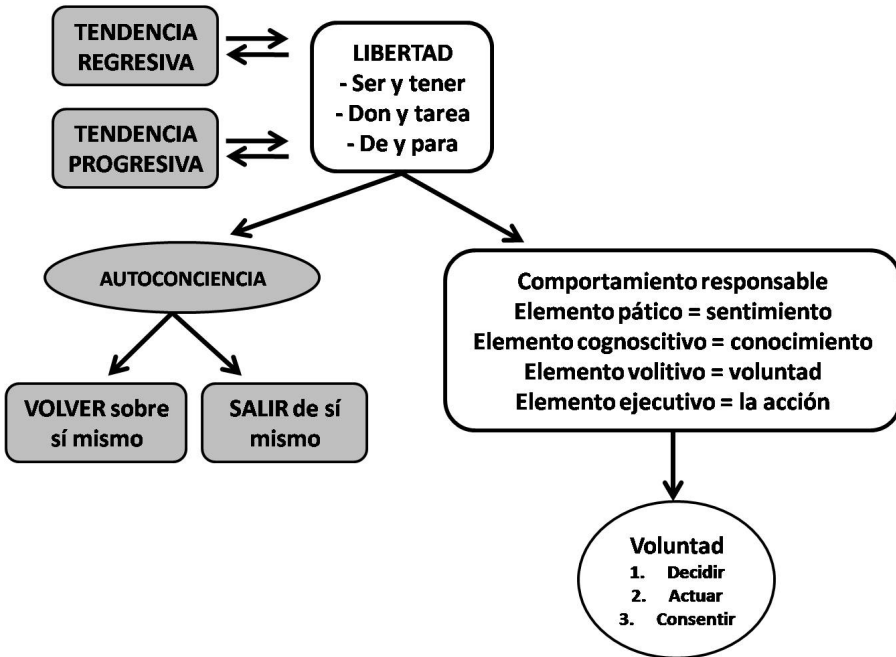 TENDENCIA
REGRESIVA
LIBERTAD
- Ser y tener
- Don y tarea
- De y para
TENDENCIA
PROGRESIVA
AUTOCONCIENCIA
Comportamiento responsable
Elemento pático = sentimiento
Elemento cognoscitivo = conocimiento
Elemento volitivo = voluntad
Elemento ejecutivo = la acción
VOLVER sobre
sí mismo
SALIR de sí
mismo
Voluntad
1. Decidir
2. Actuar
3. Consentir